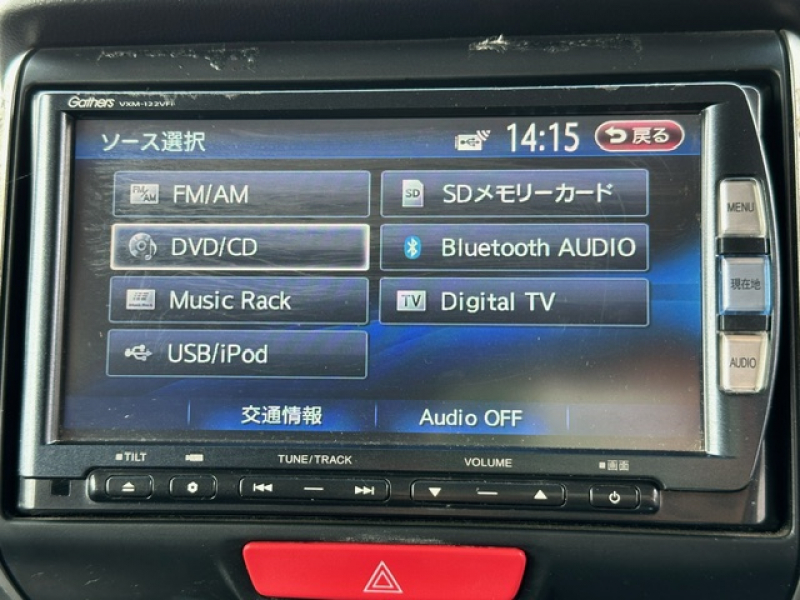 Gathers VXM-122VFi
ソース選択
14:15
戻る
FM/AM
SDメモリーカード
SD
DVD/CD
Bluetooth AUDIO
Music Rack
TV
Digital TV
USB/iPod
交通情報
Audio OFF
MENU
現在地
AUDIO
TILT
TUNE/TRACK
VOLUME
画面